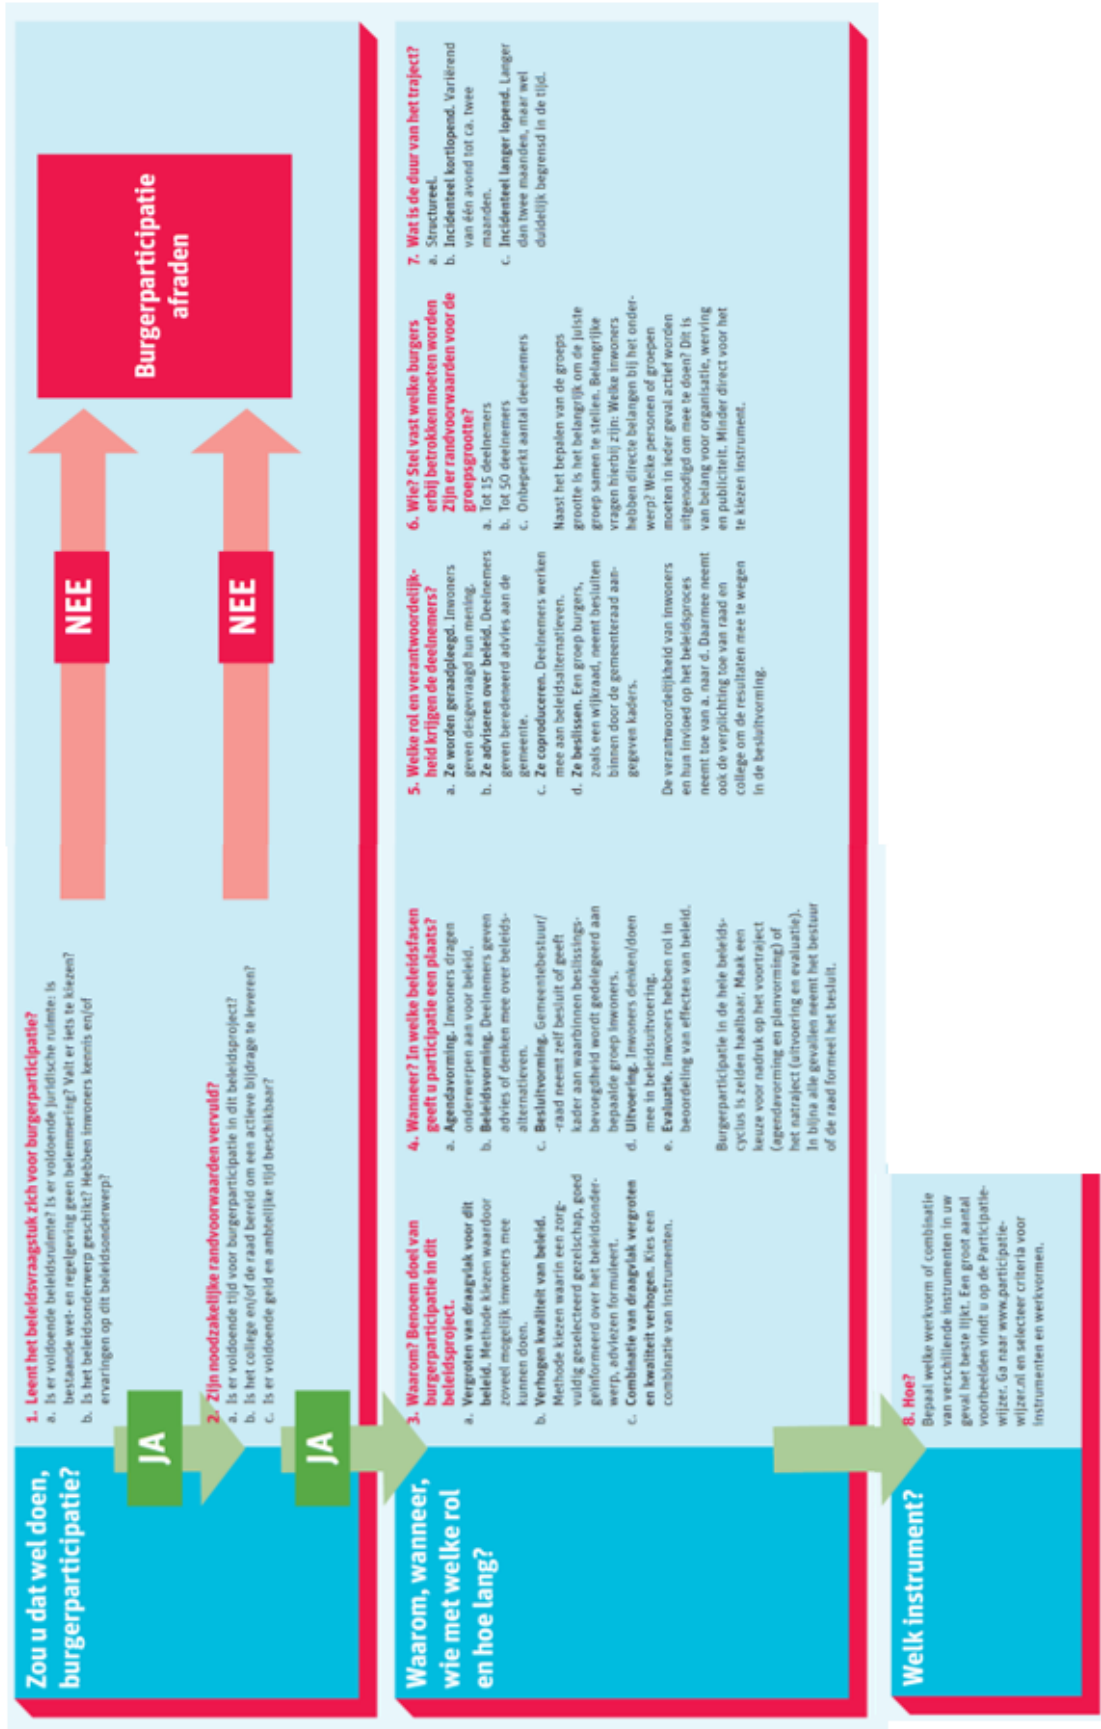 Zou u dat wel doen,
burgerparticipatie?
1. Leent het beleidsvraagstuk zich voor burgerparticipatie?
a. Is er voldoende beleidsruimte? Is er voldoende juridische ruimte: is
bestaande wet- en regelgeving geen belemmering? Valt er iets te kiezen?
b. Is het beleidsonderwerp geschikt? Hebben inwoners kennis en/of
ervaringen op dit beleidsonderwerp?
JA
NEE
2. Zijn noodzakelijke randvoorwaarden vervuld?
a. Is er voldoende tijd voor burgerparticipatie in dit beleidsproject?
b. Is het college en/of de raad bereid om een actieve bijdrage te leveren?
c. Is er voldoende geld en ambtelijke tijd beschikbaar?
JA
NEE
Burgerparticipatie
afraden
Waarom, wanneer,
wie met welke rol
en hoe lang?
3. Waarom? Benoem doel van
burgerparticipatie in dit
beleidsproject.
a. Vergroten van draagvlak voor dit
beleid. Methode kiezen waardoor
zoveel mogelijk inwoners mee
kunnen doen.
b. Verhogen kwaliteit van beleid.
Methode kiezen waarin een zorg-
vuldig geselecteerd gezelschap, goed
geïnformeerd over het beleidsonder-
werp, adviezen formuleert.
c. Combinatie van draagvlak vergroten
en kwaliteit verhogen. Kies een
combinatie van instrumenten.
4. Wanneer? In welke beleidsfasen
geeft u participatie een plaats?
a. Agendavorming. Inwoners dragen
onderwerpen aan voor beleid.
b. Beleidsvorming. Deelnemers geven
advies of denken mee over beleids-
alternatieven.
c. Besluitvorming. Gemeentebestuur/
-raad neemt zelf besluit of geeft
kader aan waarbinnen beslissings-
bevoegdheid wordt gedelegeerd aan
bepaalde groep inwoners.
d. Uitvoering. Inwoners denken/doen
mee in beleidsuitvoering.
e. Evaluatie. Inwoners hebben rol in
beoordeling van effecten van beleid.
Burgerparticipatie in de hele beleids-
cyclus is zelden haalbaar. Maak een
keuze voor nadruk op het voortraject
(agendavorming en planvorming) of
het natraject (uitvoering en evaluatie).
In bijna alle gevallen neemt het bestuur
of de raad formeel het besluit.
5. Welke rol en verantwoordelijk-
heid krijgen de deelnemers?
a. Ze worden geraadpleegd. Inwoners
geven desgevraagd hun mening.
b. Ze adviseren over beleid. Deelnemers
geven beredeneerd advies aan de
gemeente.
c. Ze coproduceren. Deelnemers werken
mee aan beleidsalternatieven.
d. Ze beslissen. Een groep burgers,
zoals een wijkraad, neemt besluiten
binnen door de gemeenteraad aan-
gegeven kaders.
De verantwoordelijkheid van inwoners
en hun invloed op het beleidsproces
neemt toe van a. naar d. Daarmee neemt
ook de verplichting toe van raad en
college om de resultaten mee te wegen
in de besluitvorming.
6. Wie? Stel vast welke burgers
erbij betrokken moeten worden
Zijn er randvoorwaarden voor de
groepsgrootte?
a. Tot 15 deelnemers
b. Tot 50 deelnemers
c. Onbeperkt aantal deelnemers
Naast het bepalen van de groeps
grootte is het belangrijk om de juiste
groep samen te stellen. Belangrijke
vragen hierbij zijn: Welke inwoners
hebben directe belangen bij het onder-
werp? Welke personen of groepen
moeten in ieder geval actief worden
uitgenodigd om mee te doen? Dit is
van belang voor organisatie, werving
en publiciteit. Minder direct voor het
te kiezen instrument.
7. Wat is de duur van het traject?
a. Structureel.
b. Incidenteel kortlopend. Variërend
van één avond tot ca. twee
maanden.
c. Incidenteel langer lopend. Langer
dan twee maanden, maar wel
duidelijk begrensd in de tijd.
Welk instrument?
8. Hoe?
Bepaal welke werkvorm of combinatie
van verschillende instrumenten in uw
geval het beste lijkt. Een groot aantal
voorbeelden vindt u op de Participatie-
wijzer. Ga naar www.participatie-
wijzer.nl en selecteer criteria voor
instrumenten en werkvormen.